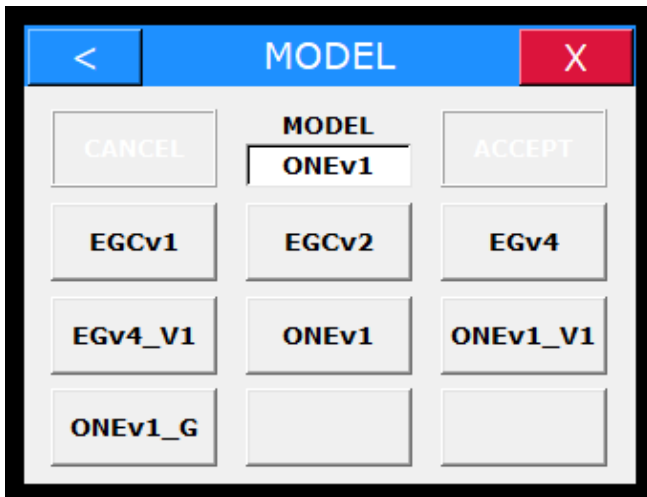 < MODEL X
MODEL
CANCEL ONEv1 ACCEPT
EGCv1 EGCv2 EGv4
EGv4_V1 ONEv1 ONEv1_V1
ONEv1_G